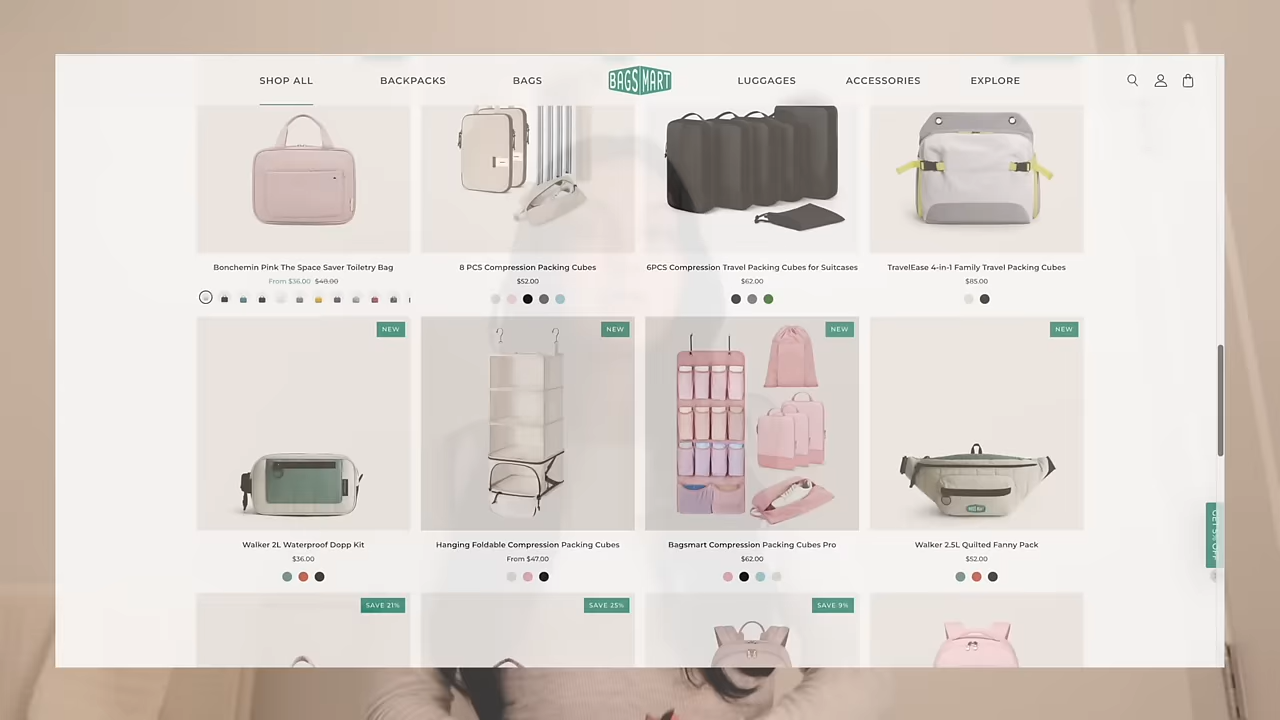 SHOP ALL
BACKPACKS
BAGS
BAGSMART
LUGGAGES
ACCESSORIES
EXPLORE
Bonchemin Pink The Space Saver Toiletry Bag
From $36.00 $48.00
8 PCS Compression Packing Cubes
$52.00
6PCS Compression Travel Packing Cubes for Suitcases
$62.00
TravelEase 4-in-1 Family Travel Packing Cubes
$85.00
NEW
NEW
NEW
NEW
Walker 2L Waterproof Dopp Kit
$36.00
Hanging Foldable Compression Packing Cubes
From $47.00
Bagsmart Compression Packing Cubes Pro
$62.00
Walker 2.5L Quilted Fanny Pack
$52.00
SAVE 21%
SAVE 25%
SAVE 9%